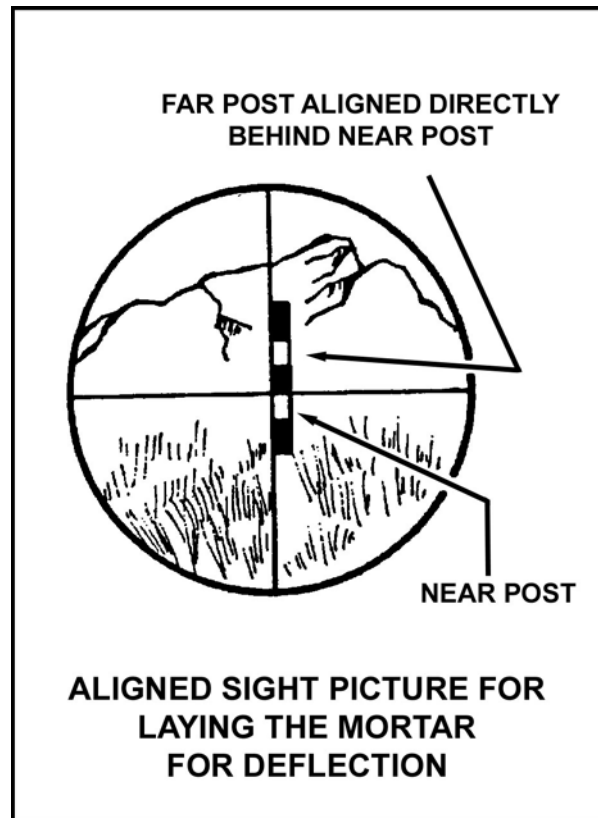 FAR POST ALIGNED DIRECTLY
BEHIND NEAR POST
NEAR POST
ALIGNED SIGHT PICTURE FOR
LAYING THE MORTAR
FOR DEFLECTION